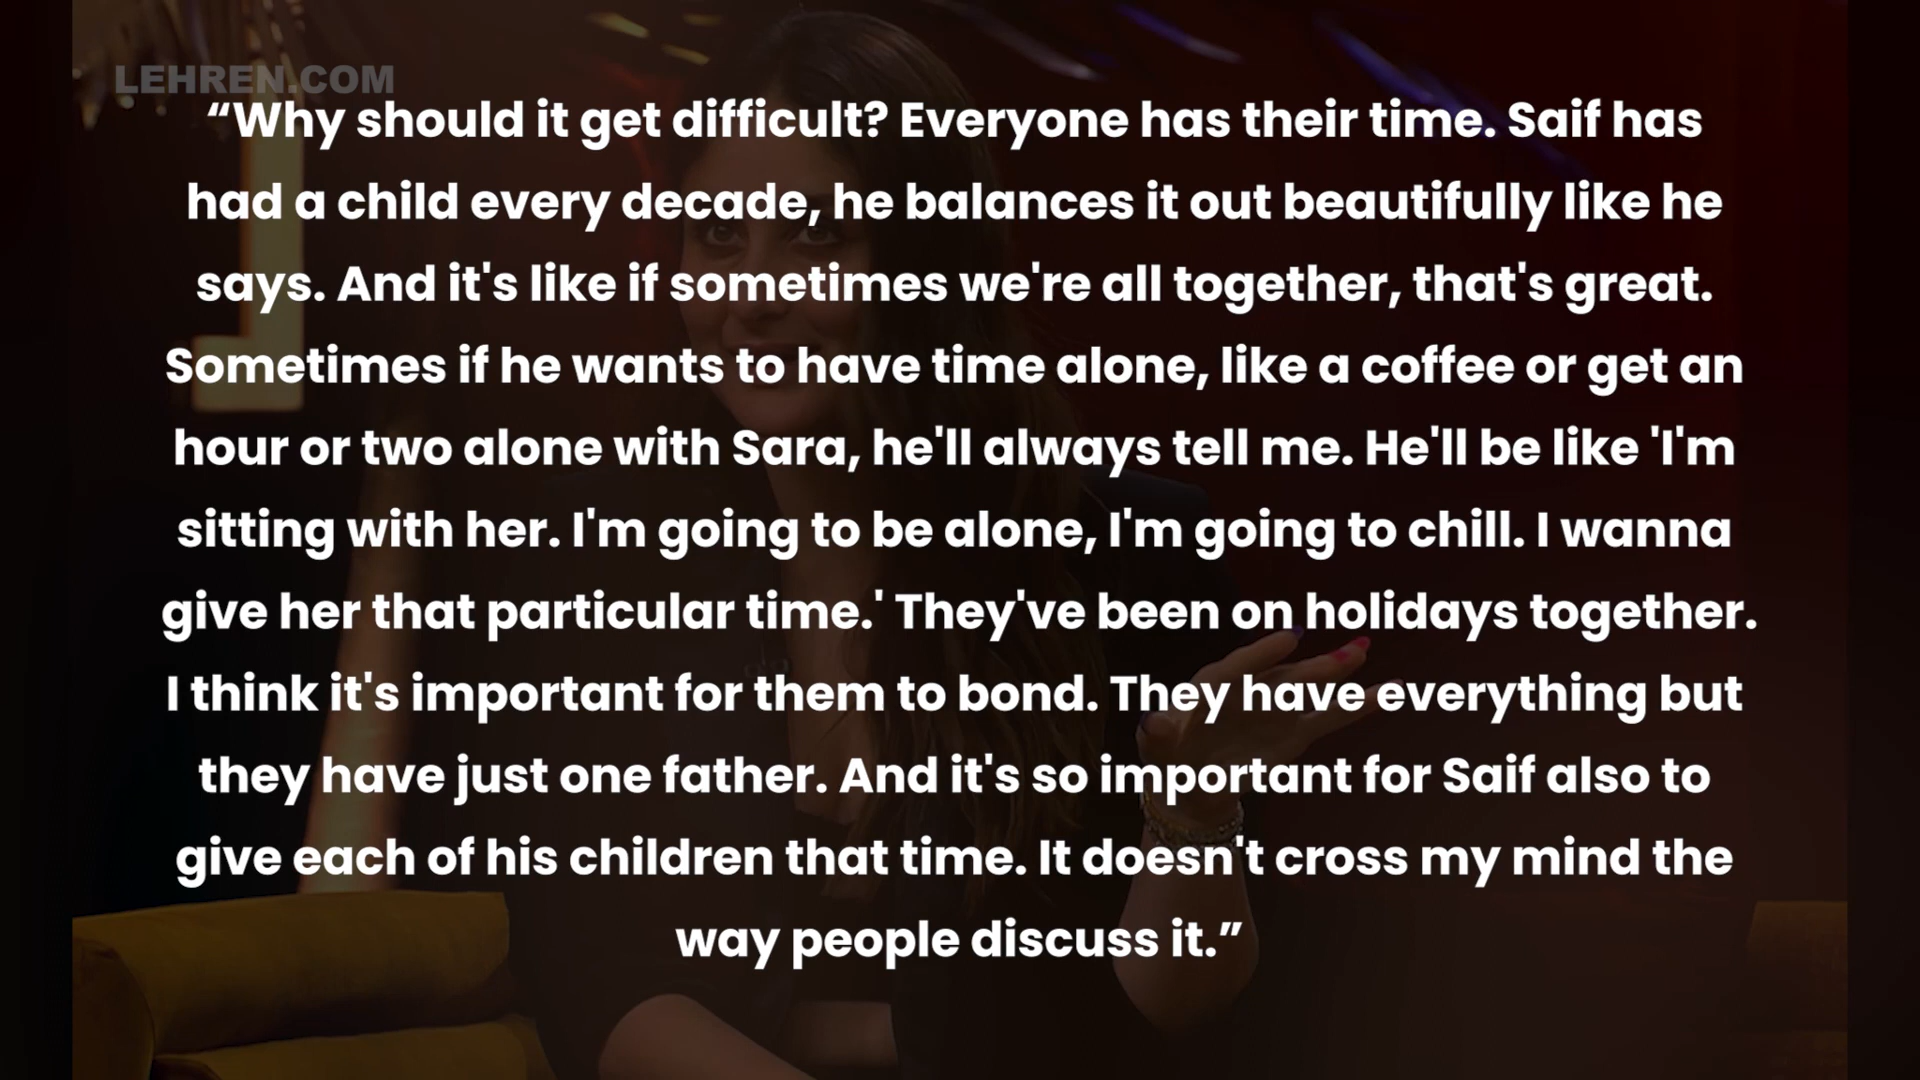 LEHREN.COM
“Why should it get difficult? Everyone has their time. Saif has
had a child every decade, he balances it out beautifully like he
says. And it's like if sometimes we're all together, that's great.
Sometimes if he wants to have time alone, like a coffee or get an
hour or two alone with Sara, he'll always tell me. He'll be like 'I'm
sitting with her. I'm going to be alone, I'm going to chill. I wanna
give her that particular time.' They've been on holidays together.
I think it's important for them to bond. They have everything but
they have just one father. And it's so important for Saif also to
give each of his children that time. It doesn't cross my mind the
way people discuss it.”